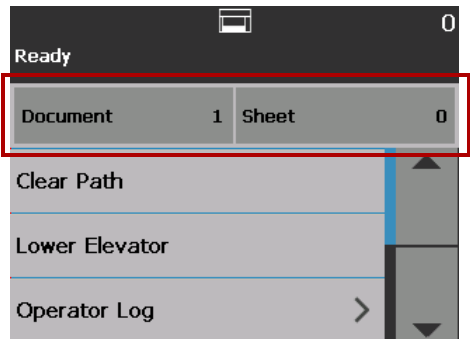 0
Ready
Document 1 Sheet 0
Clear Path
Lower Elevator
Operator Log